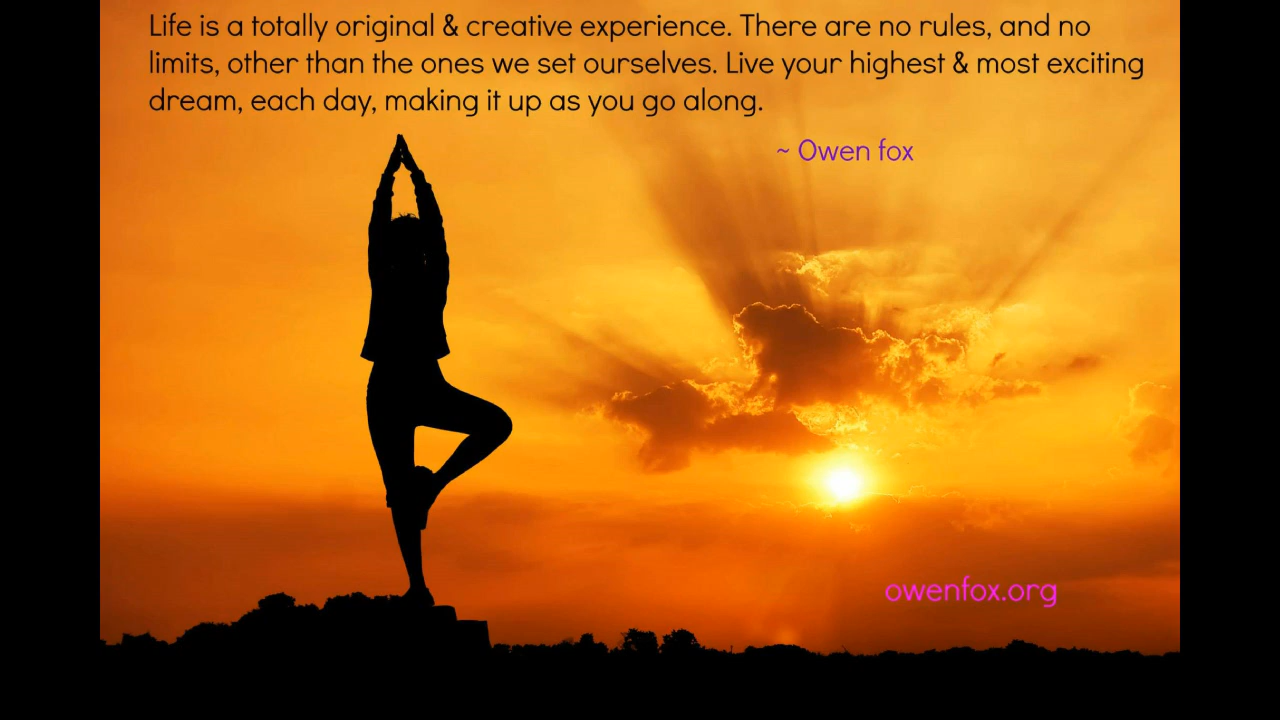 Life is a totally original & creative experience. There are no rules, and no
limits, other than the ones we set ourselves. Live your highest & most exciting
dream, each day, making it up as you go along.
~ Owen fox
owenfox.org